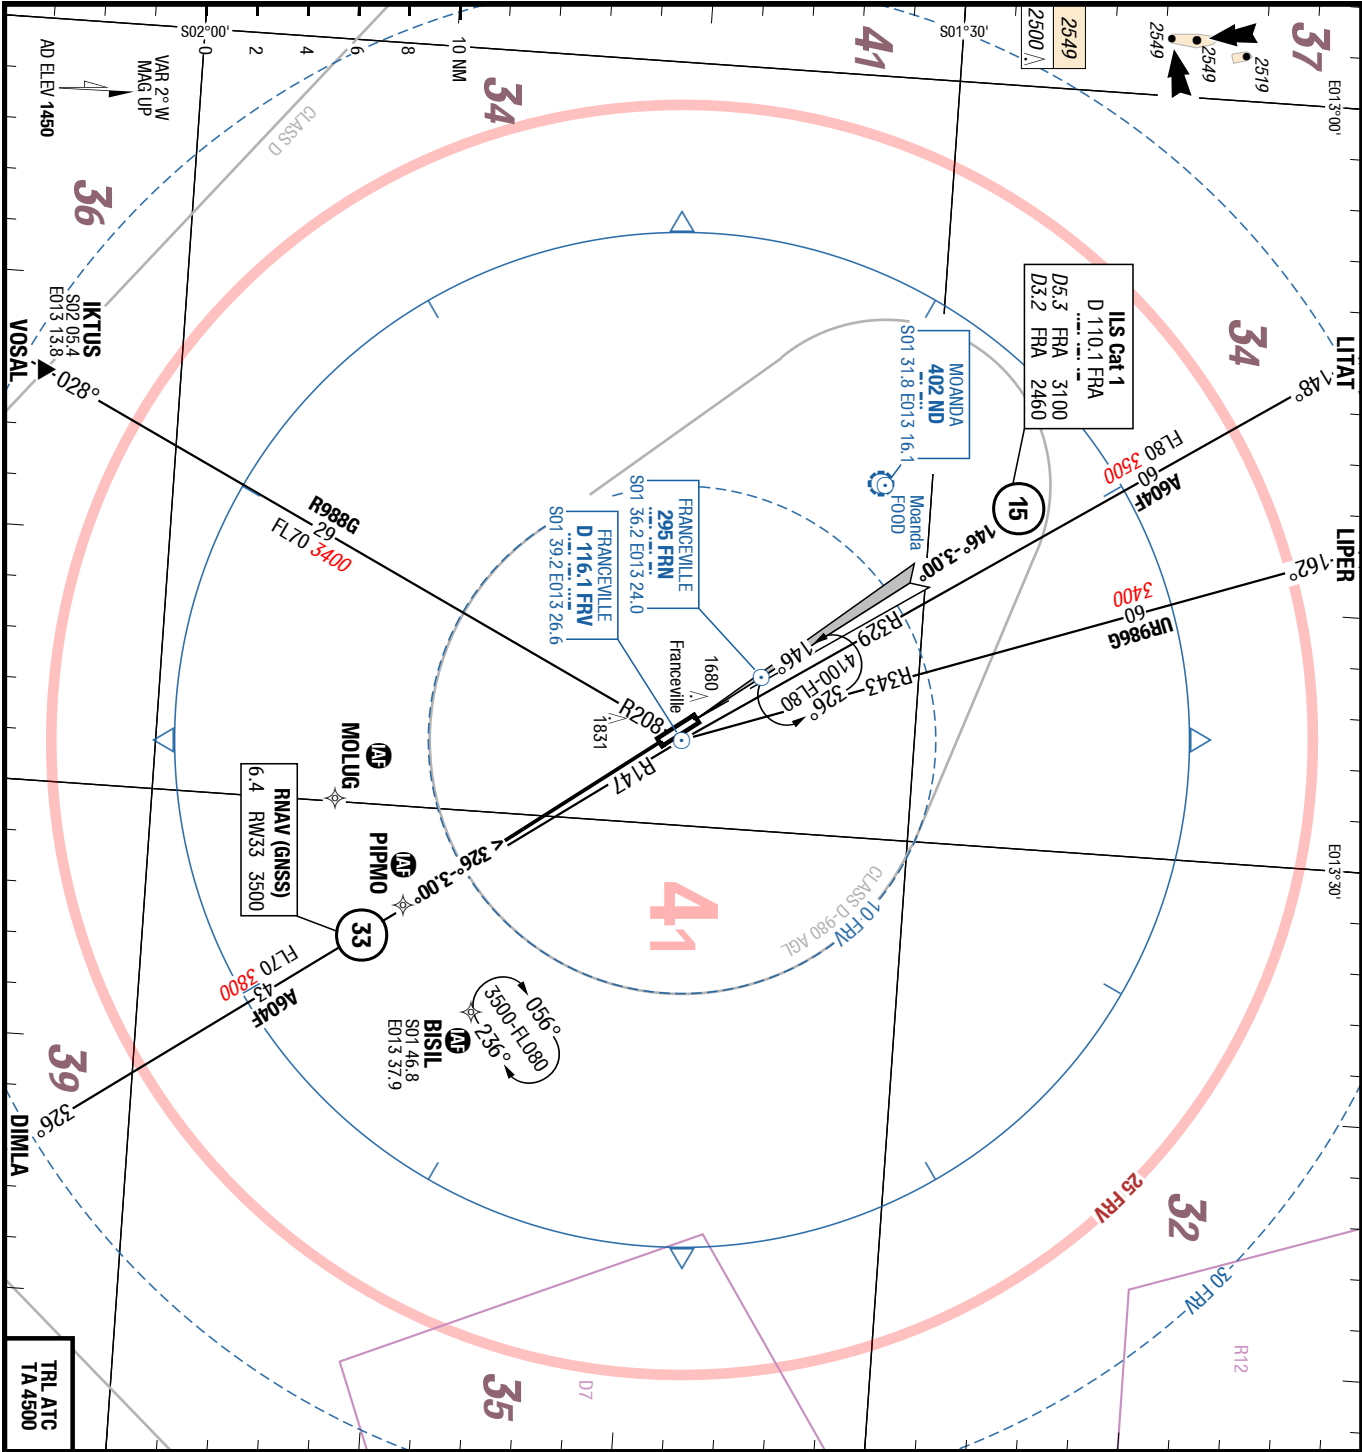 37
2519
2549
2549
2549
2500
S01°30'
E013°00'
41
10 NM
8
6
4
2
0
S02°00'
VAR 2° W
MAG UP
AD ELEV 1450
34
CLASS D
36
IKTUS
S02 05.4
E013 13.8
VOSAL
028°
R988G
29
FL70 3400
R208
LITAT
148°
34
FL80 3500
60
A604F
R329
LIPER
162°
3400
60
UR986G
R343
ILS Cat 1
D 110.1 FRA
D5.3 FRA 3100
D3.2 FRA 2460
15
146°-3.00°
MOANDA
402 ND
S01 31.8 E013 16.1
Moanda
FOOD
FRANCEVILLE
295 FRN
S01 36.2 E013 24.0
FRANCEVILLE
D 116.1 FRV
S01 39.2 E013 26.6
146°
4100-FL80
326°
1680
Franceville
1831
R147
E013°30'
IAF
MOLUG
IAF
PIPMO
< 326°-3.00°
RNAV (GNSS)
6.4 RW33 3500
33
FL70 3800
43
A604F
326°
DIMLA
39
41
CLASS D-980 AGL
10 FRV
056°
3500-FL080
236°
IAF
BISIL
S01 46.8
E013 37.9
25 FRV
32
30 FRV
R12
D7
35
TRL ATC
TA 4500